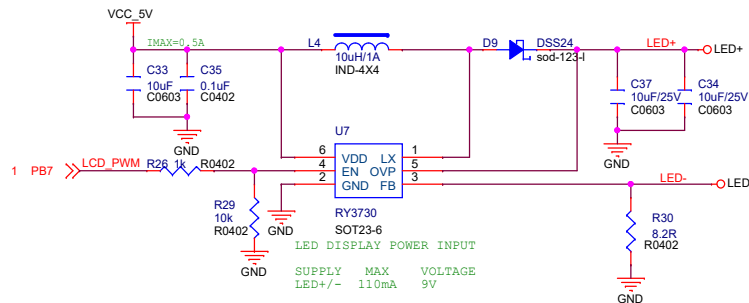 VCC_5V
IMAX=0.5A
L4
10uH/1A
IND-4X4
D9
DSS24
sod-123-l
LED+
LED+
C33
10uF
C0603
C35
0.1uF
C0402
C37
10uF/25V
C0603
C34
10uF/25V
C0603
GND
GND
U7
6 VDD LX 1
4 EN OVP 5
2 GND FB 3
RY3730
SOT23-6
1 PB7
LCD_PWM
R26 1k R0402
R29
10k
R0402
GND
GND
LED-
LED
R30
8.2R
R0402
GND
LED DISPLAY POWER INPUT
SUPPLY MAX VOLTAGE
LED+/- 110mA 9V